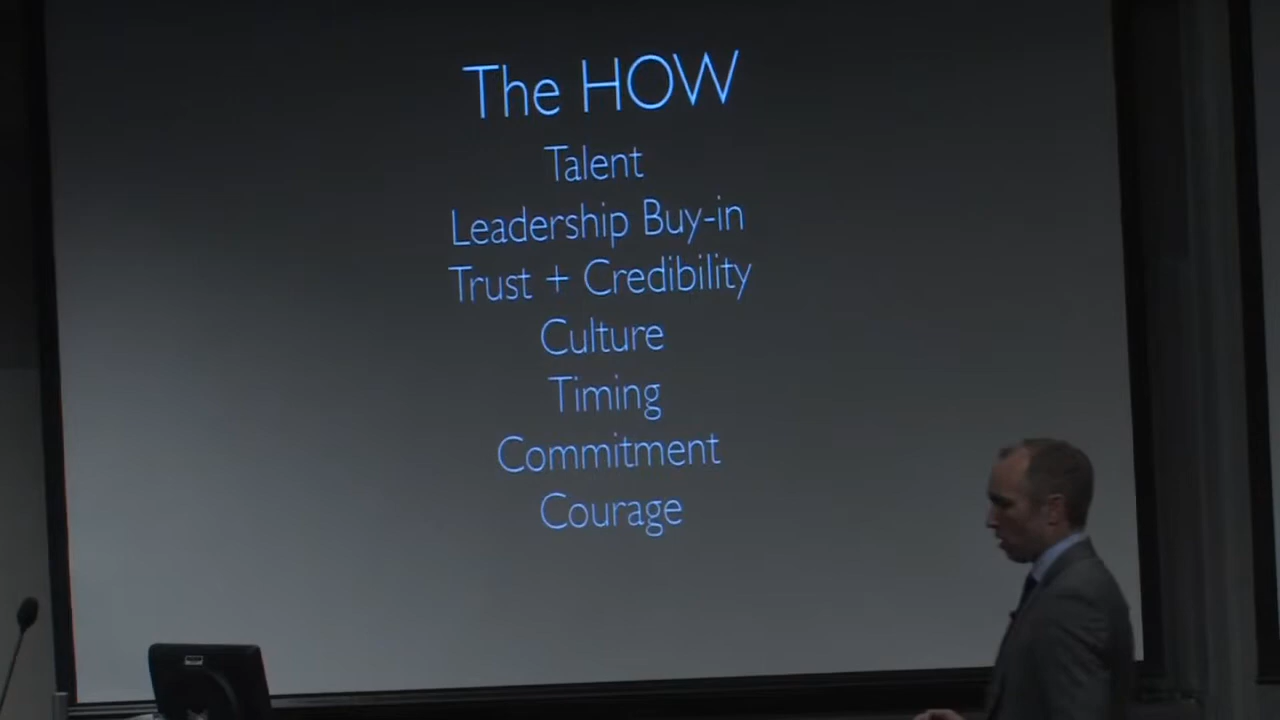 The HOW
Talent
Leadership Buy-in
Trust + Credibility
Culture
Timing
Commitment
Courage